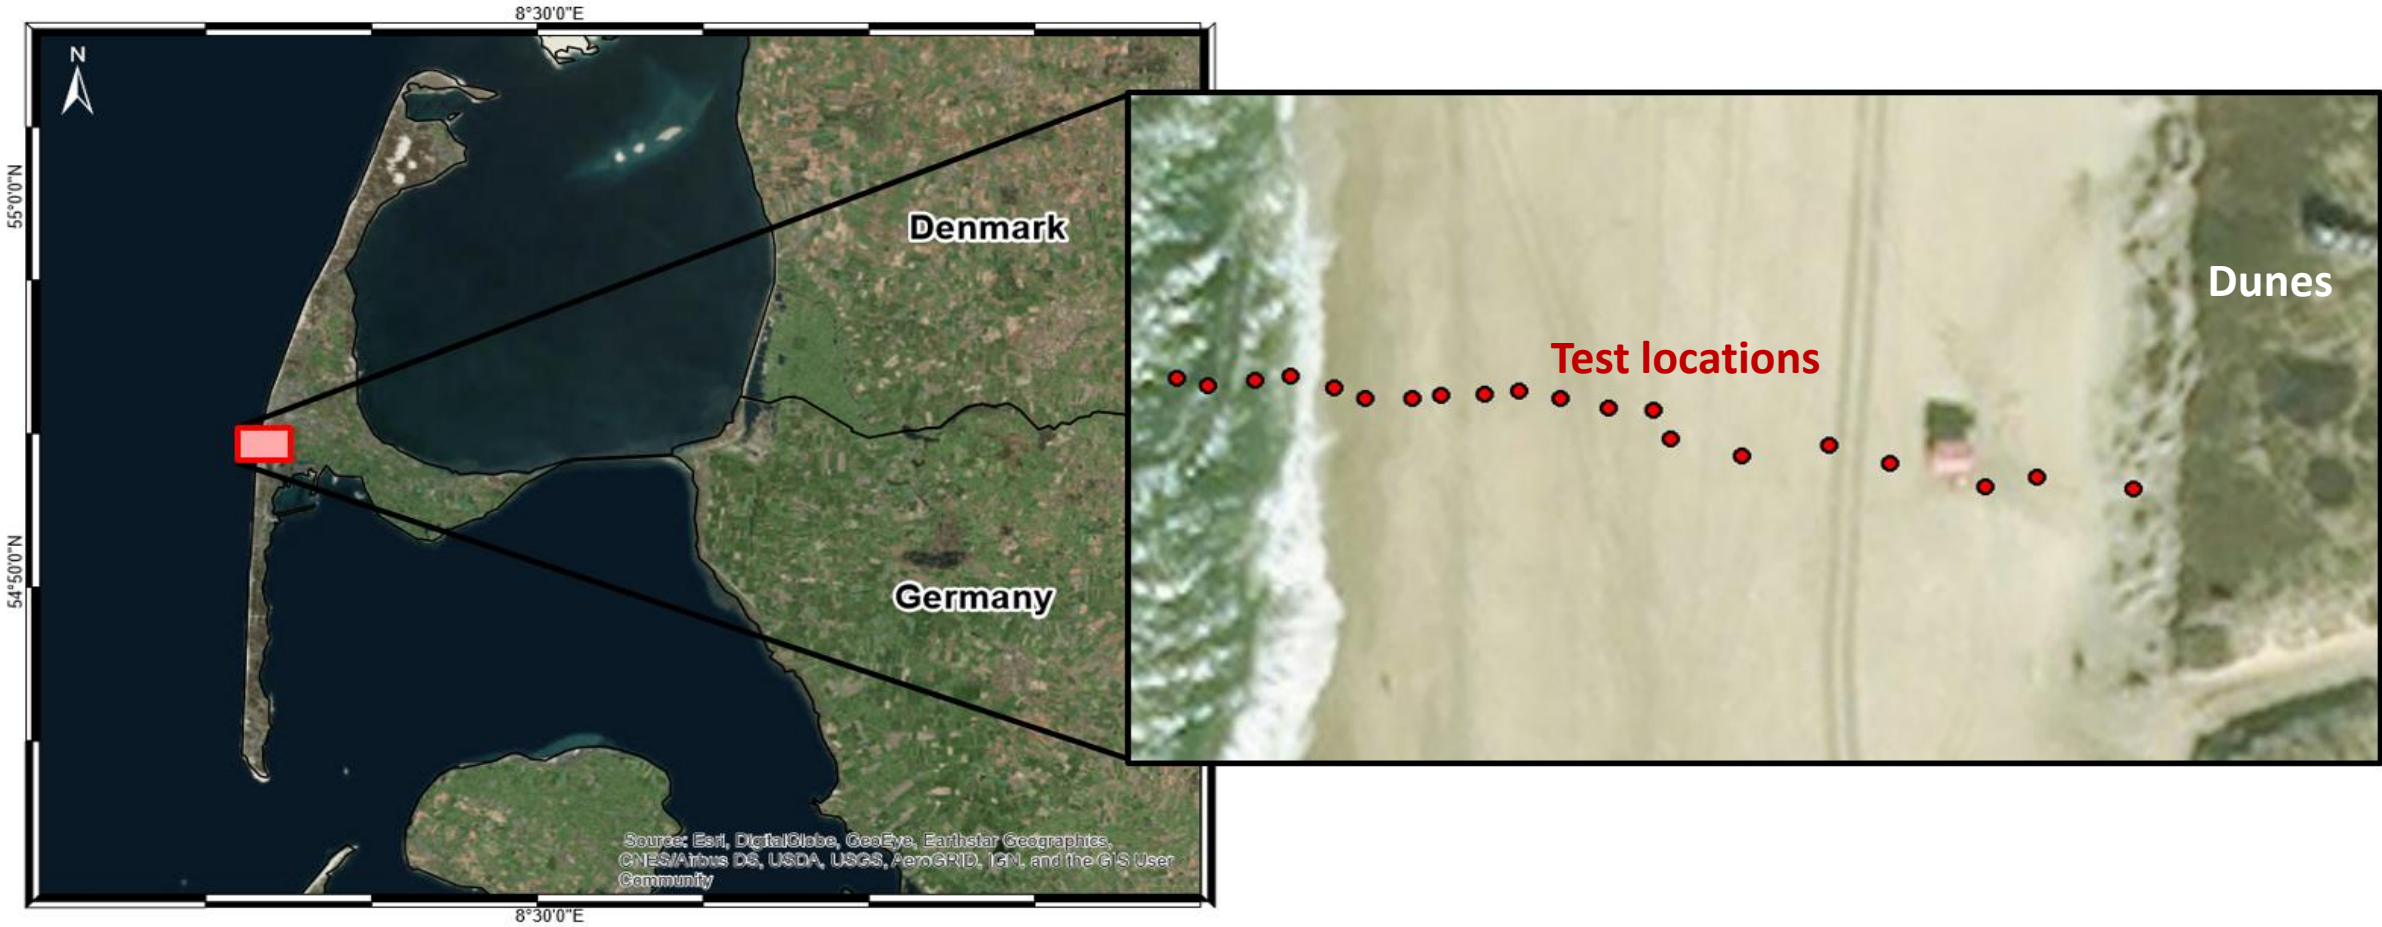 8°30'0"E
N
55°0'0"N
Denmark
Dunes
Test locations
54°50'0"N
Germany
Source: Esri, DigitalGlobe, GeoEye, Earthstar Geographics,
CNES/Airbus DS, USDA, USGS, AeroGRID, IGN, and the GIS User
Community
8°30'0"E